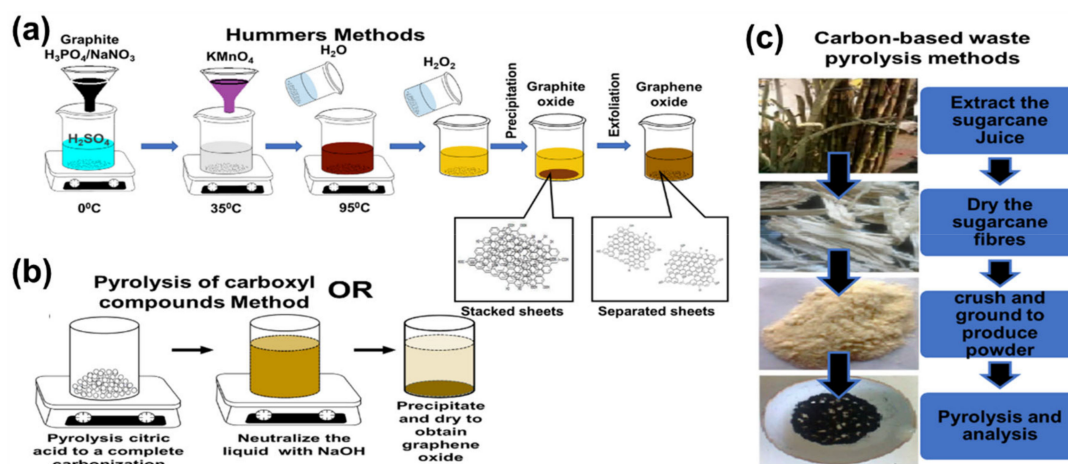 (a)
Hummers Methods
Graphite
H₃PO₄/NaNO₃
KMnO₄
H₂O
H₂O₂
H₂SO₄
Precipitation
Graphite
oxide
Exfoliation
Graphene
oxide
0⁰C
35⁰C
95⁰C
Stacked sheets
Separated sheets
(b)
Pyrolysis of carboxyl
compounds Method
OR
Pyrolysis citric
acid to a complete
carbonization
Neutralize the
liquid with NaOH
Precipitate
and dry to
obtain
graphene
oxide
(c)
Carbon-based waste
pyrolysis methods
Extract the
sugarcane
Juice
Dry the
sugarcane
fibres
crush and
ground to
produce
powder
Pyrolysis and
analysis